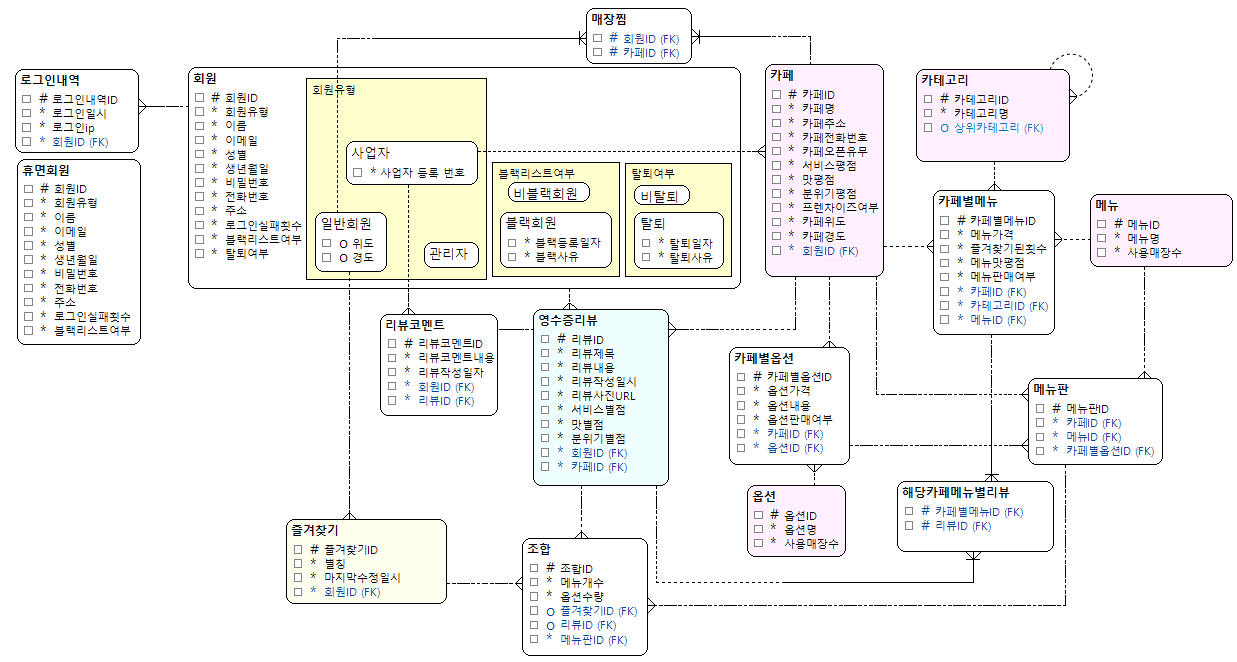 매장찜
# 회원ID (FK)
# 카페ID (FK)
로그인내역
# 로그인내역ID
* 로그인일시
* 로그인ip
* 회원ID (FK)
휴면회원
# 회원ID
* 회원유형
* 이름
* 이메일
* 성별
* 생년월일
* 비밀번호
* 전화번호
* 주소
* 로그인실패횟수
* 블랙리스트여부
회원
# 회원ID
* 회원유형
* 이름
* 이메일
* 성별
* 생년월일
* 비밀번호
* 전화번호
* 주소
* 로그인실패횟수
* 블랙리스트여부
* 탈퇴여부
회원유형
사업자
* 사업자 등록 번호
일반회원
o 위도
o 경도
관리자
블랙리스트여부
비블랙회원
블랙회원
* 블랙등록일자
* 블랙사유
탈퇴여부
비탈퇴
탈퇴
* 탈퇴일자
* 탈퇴사유
카페
# 카페ID
* 카페명
* 카페주소
* 카페전화번호
* 카페오픈유무
* 서비스평점
* 맛평점
* 분위기평점
* 프렌차이즈여부
* 카페위도
* 카페경도
* 회원ID (FK)
카테고리
# 카테고리ID
* 카테고리명
o 상위카테고리 (FK)
카페별메뉴
# 카페별메뉴ID
* 메뉴가격
* 즐겨찾기된횟수
* 메뉴맛평점
* 메뉴판매여부
* 카페ID (FK)
* 카테고리ID (FK)
* 메뉴ID (FK)
메뉴
# 메뉴ID
* 메뉴명
* 사용매장수
리뷰코멘트
# 리뷰코멘트ID
* 리뷰코멘트내용
* 리뷰작성일자
* 회원ID (FK)
* 리뷰ID (FK)
영수증리뷰
# 리뷰ID
* 리뷰제목
* 리뷰내용
* 리뷰작성일시
* 리뷰사진URL
* 서비스별점
* 맛별점
* 분위기별점
* 회원ID (FK)
* 카페ID (FK)
카페별옵션
# 카페별옵션ID
* 옵션가격
* 옵션내용
* 옵션판매여부
* 카페ID (FK)
* 옵션ID (FK)
메뉴판
# 메뉴판ID
* 카페ID (FK)
* 메뉴ID (FK)
* 카페별옵션ID (FK)
옵션
# 옵션ID
* 옵션명
* 사용매장수
해당카페메뉴별리뷰
# 카페별메뉴ID (FK)
# 리뷰ID (FK)
즐겨찾기
# 즐겨찾기ID
* 별칭
* 마지막수정일시
* 회원ID (FK)
조합
# 조합ID
* 메뉴개수
* 옵션수량
o 즐겨찾기ID (FK)
o 리뷰ID (FK)
* 메뉴판ID (FK)